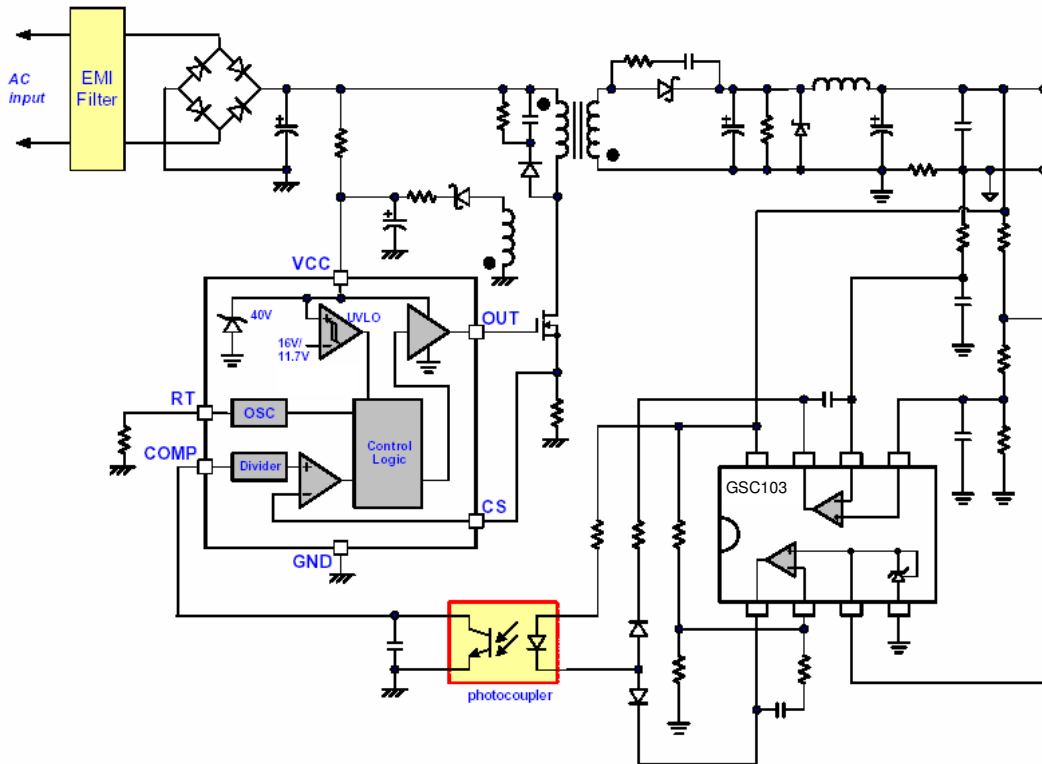 AC
input
EMI
Filter
VCC
40V
UVLO
16V/
11.7V
OUT
RT
OSC
COMP
Divider
Control
Logic
CS
GND
photocoupler
GSC103